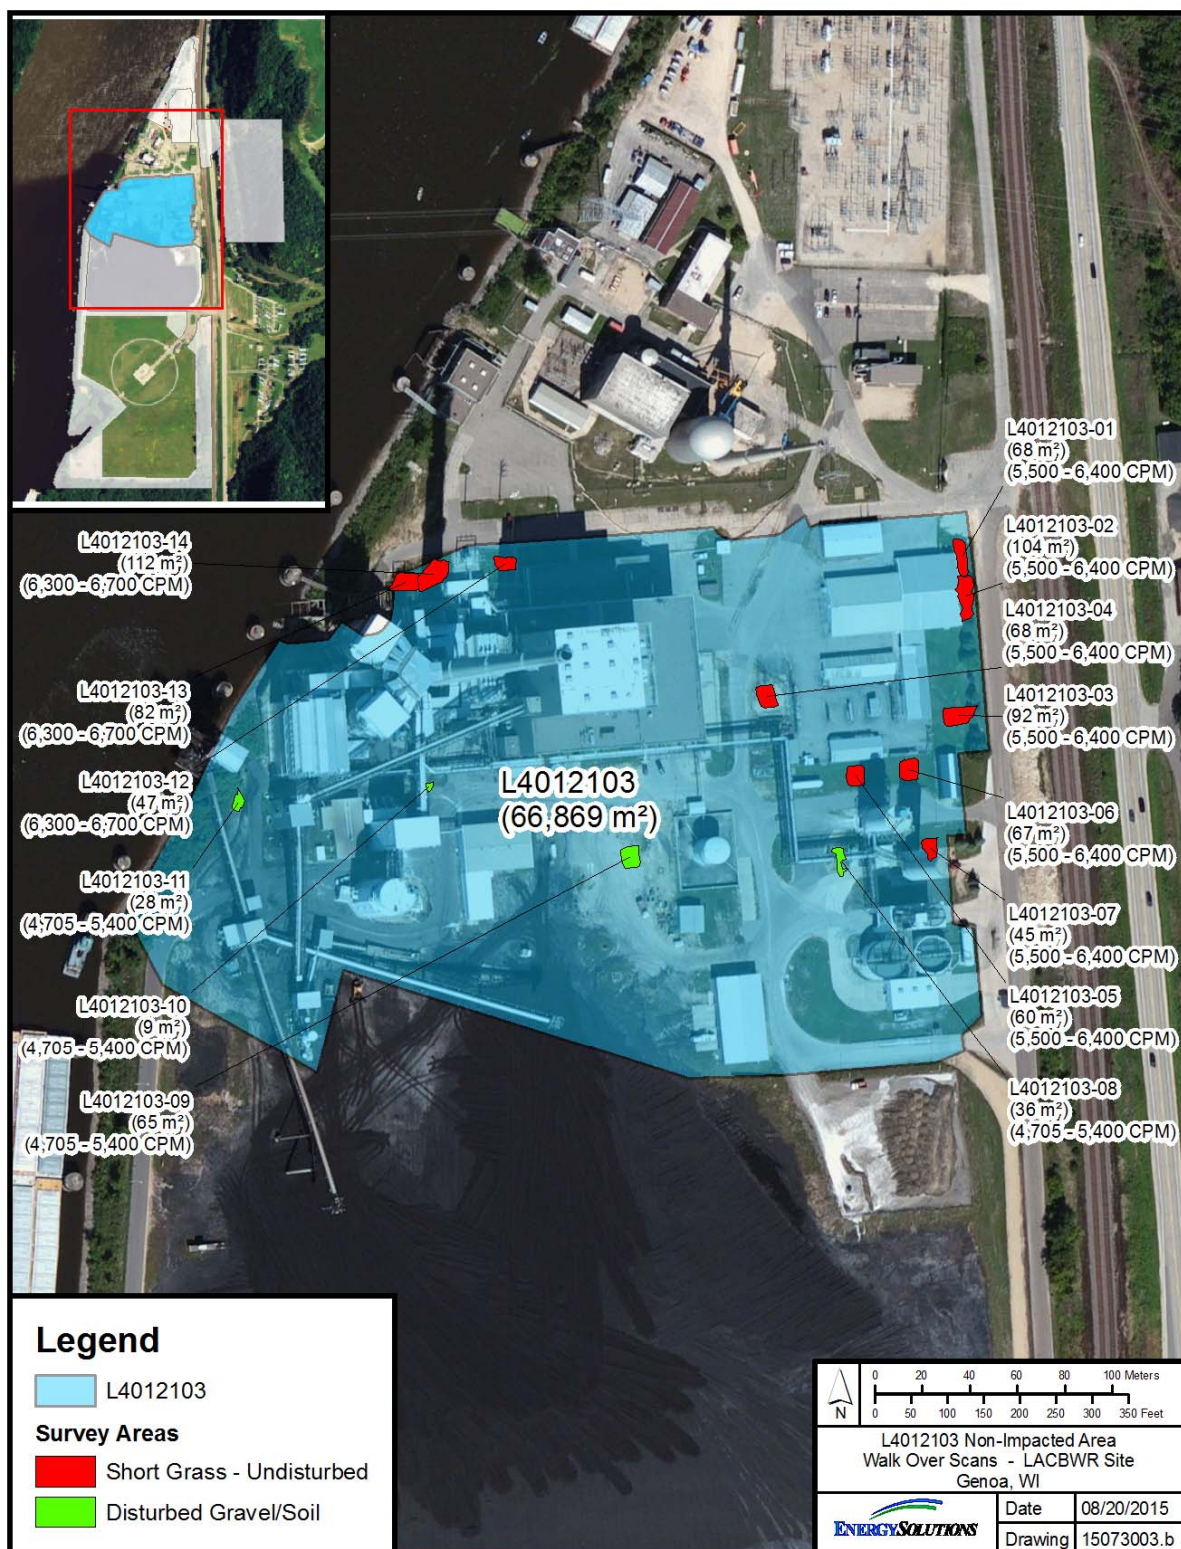 L4012103-01
(68 m²)
(5,500 - 6,400 CPM)
L4012103-02
(104 m²)
(5,500 - 6,400 CPM)
L4012103-04
(68 m²)
(5,500 - 6,400 CPM)
L4012103-03
(92 m²)
(5,500 - 6,400 CPM)
L4012103-06
(67 m²)
(5,500 - 6,400 CPM)
L4012103-07
(45 m²)
(5,500 - 6,400 CPM)
L4012103-05
(60 m²)
(5,500 - 6,400 CPM)
L4012103-08
(36 m²)
(4,705 - 5,400 CPM)
L4012103-14
(112 m²)
(6,300 - 6,700 CPM)
L4012103-13
(82 m²)
(6,300 - 6,700 CPM)
L4012103-12
(47 m²)
(6,300 - 6,700 CPM)
L4012103-11
(28 m²)
(4,705 - 5,400 CPM)
L4012103-10
(9 m²)
(4,705 - 5,400 CPM)
L4012103-09
(65 m²)
(4,705 - 5,400 CPM)
L4012103
(66,869 m²)
Legend
L4012103
Survey Areas
Short Grass - Undisturbed
Disturbed Gravel/Soil
N
0 20 40 60 80 100 Meters
0 50 100 150 200 250 300 350 Feet
L4012103 Non-Impacted Area
Walk Over Scans - LACBWR Site
Genoa, WI
ENERGYSOLUTIONS
Date 08/20/2015
Drawing 15073003.b